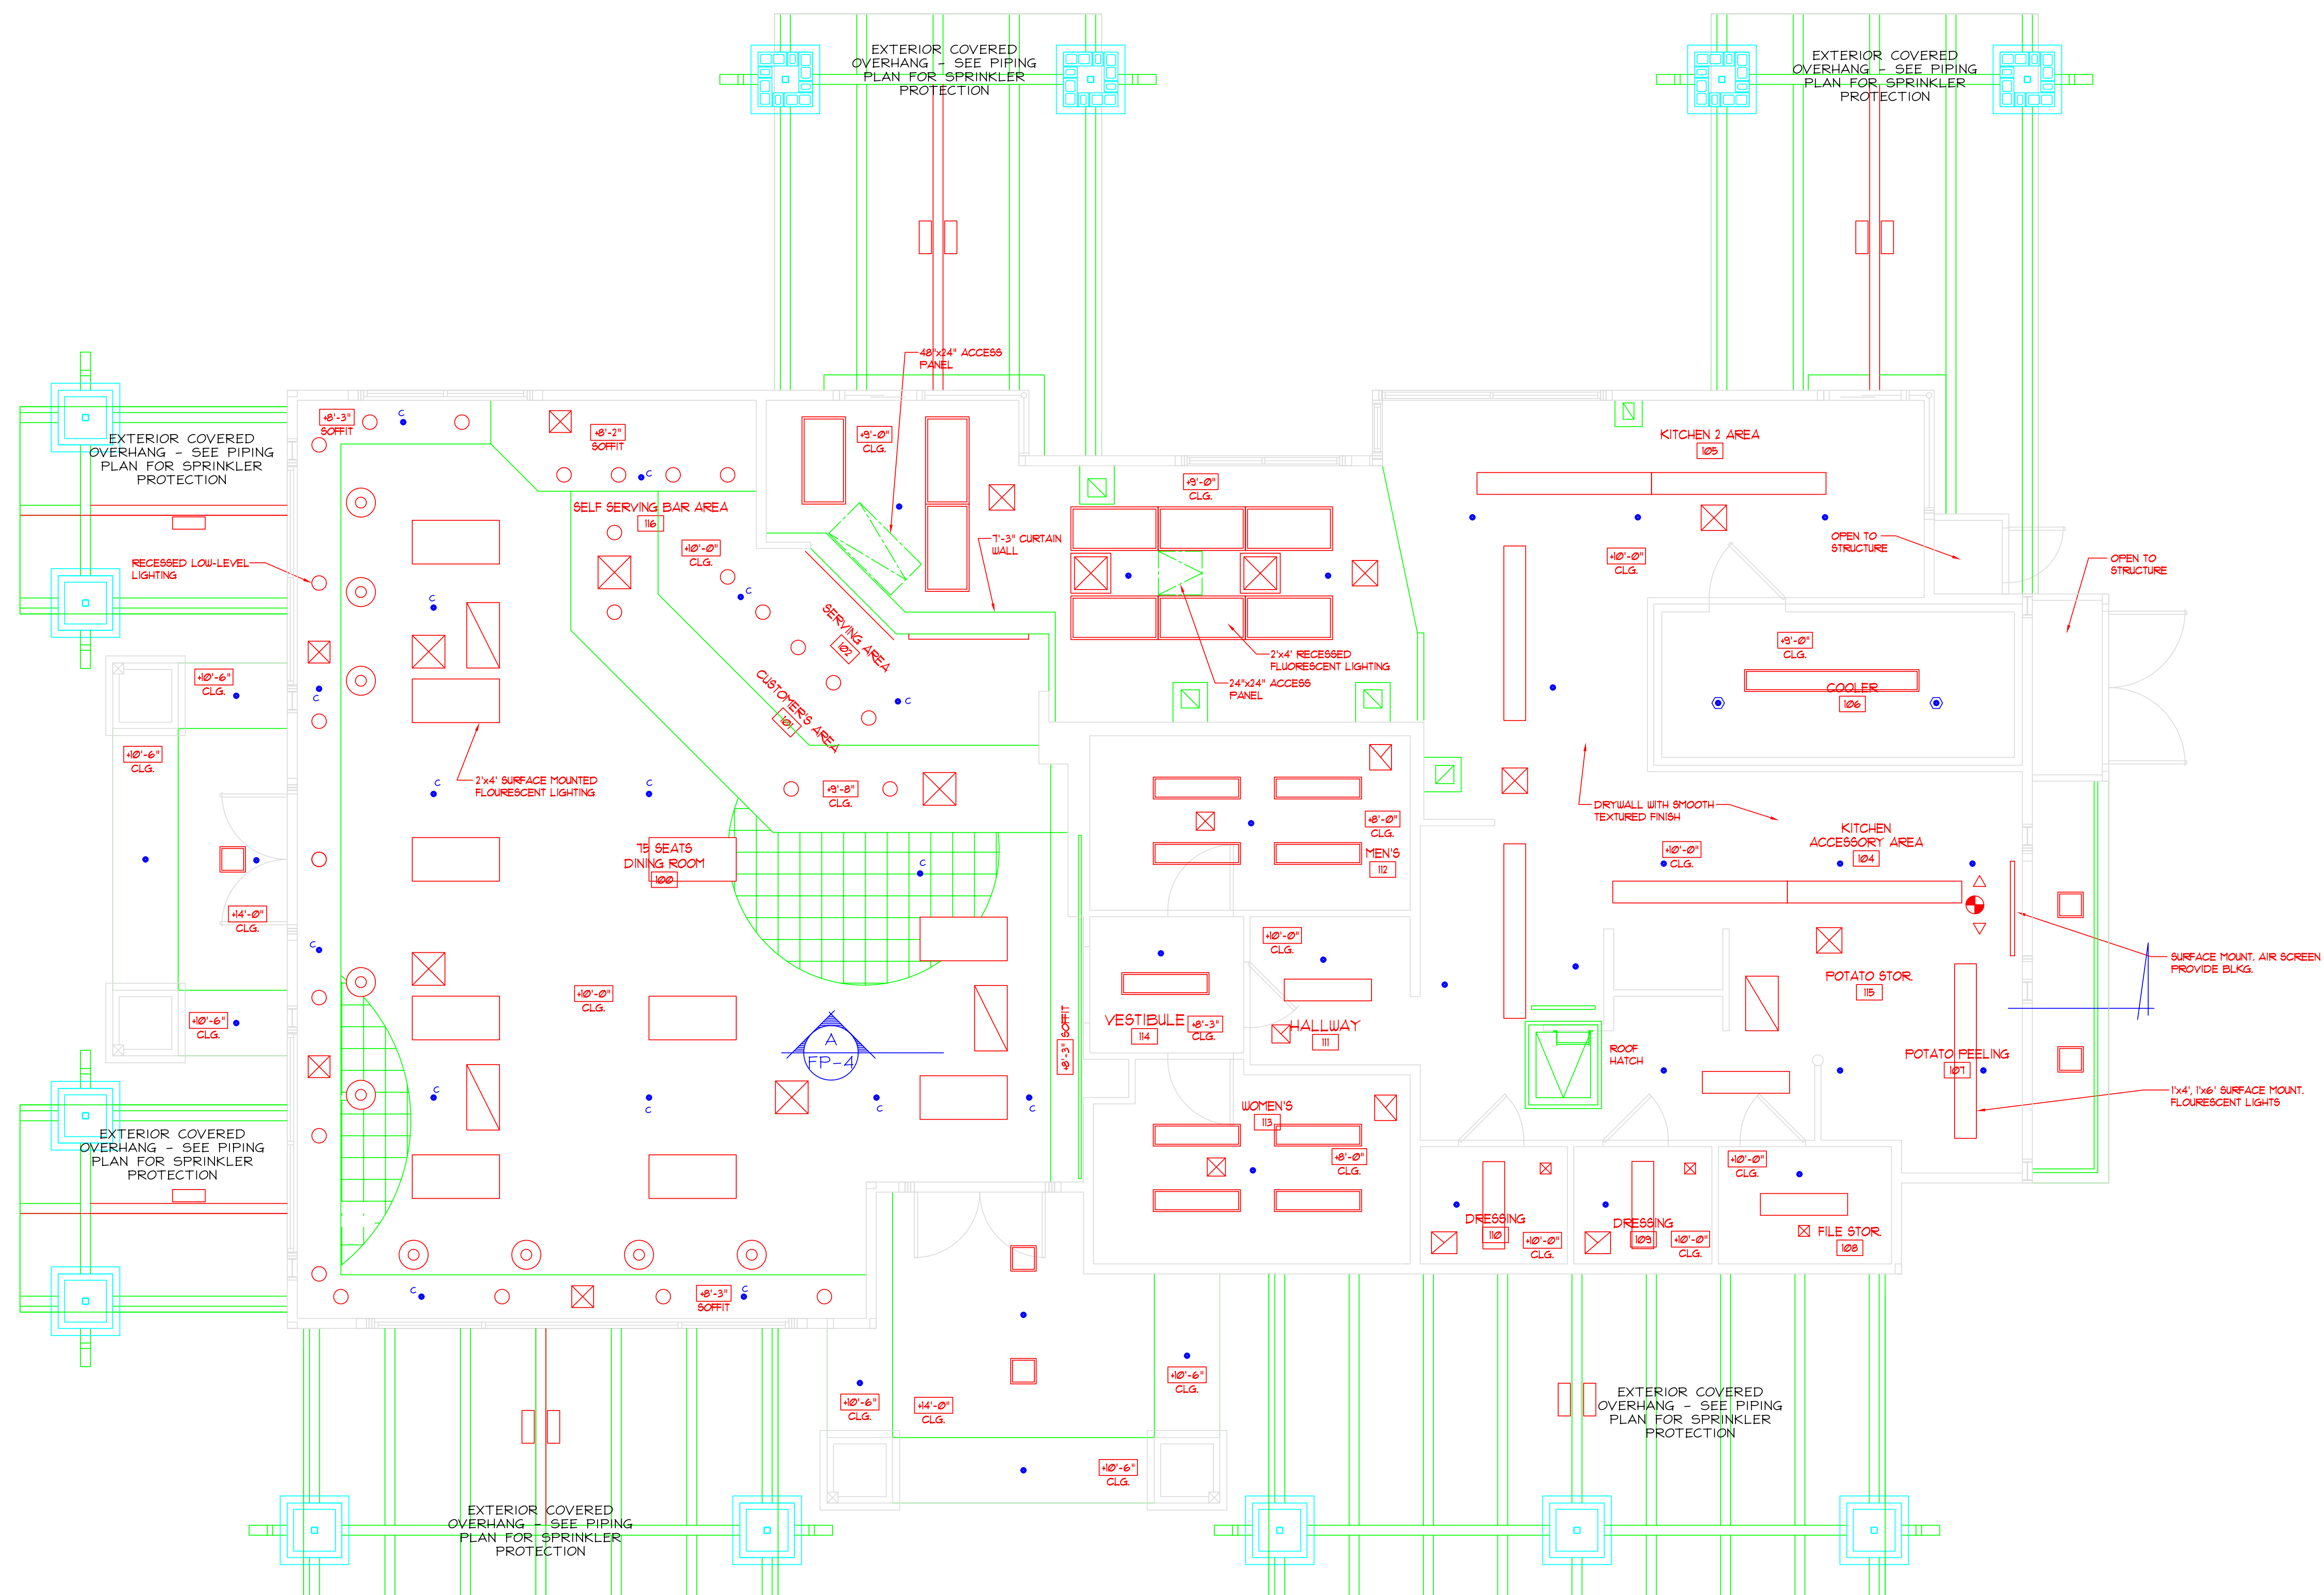 EXTERIOR COVERED
OVERHANG - SEE PIPING
PLAN FOR SPRINKLER
PROTECTION
EXTERIOR COVERED
OVERHANG - SEE PIPING
PLAN FOR SPRINKLER
PROTECTION
48"x24" ACCESS
PANEL
+8'-3"
SOFFIT
C
+8'-2"
SOFFIT
C
+9'-0"
CLG.
KITCHEN 2 AREA
105
EXTERIOR COVERED
OVERHANG - SEE PIPING
PLAN FOR SPRINKLER
PROTECTION
+9'-0"
CLG.
SELF SERVING BAR AREA
116
+10'-0"
CLG.
7'-3" CURTAIN
WALL
OPEN TO
STRUCTURE
+10'-0"
CLG.
OPEN TO
STRUCTURE
RECESSED LOW-LEVEL
LIGHTING
C
C
SERVING AREA
102
2'x4' RECESSED
FLUORESCENT LIGHTING
24"x24" ACCESS
PANEL
+9'-0"
CLG.
COOLER
106
+10'-6"
CLG.
C
C
CUSTOMER'S AREA
101
+10'-6"
CLG.
2'x4' SURFACE MOUNTED
FLOURESCENT LIGHTING
C
C
+9'-8"
CLG.
DRYWALL WITH SMOOTH
TEXTURED FINISH
+8'-0"
CLG.
MEN'S
112
KITCHEN
ACCESSORY AREA
104
+10'-0"
CLG.
75 SEATS
DINING ROOM
100
C
+14'-0"
CLG.
C
+10'-0"
CLG.
SURFACE MOUNT. AIR SCREEN
PROVIDE BLKG.
POTATO STOR.
115
+10'-0"
CLG.
+10'-6"
CLG.
VESTIBULE
114
+8'-3"
CLG.
HALLWAY
111
A
FP-4
+8'-3" SOFFIT
ROOF
HATCH
POTATO PEELING
107
1'x4', 1'x6' SURFACE MOUNT.
FLOURESCENT LIGHTS
C
C
C
C
WOMEN'S
113
EXTERIOR COVERED
OVERHANG - SEE PIPING
PLAN FOR SPRINKLER
PROTECTION
+8'-0"
CLG.
+10'-0"
CLG.
DRESSING
110
+10'-0"
CLG.
DRESSING
109
+10'-0"
CLG.
FILE STOR.
108
C
+8'-3"
SOFFIT
C
+10'-6"
CLG.
+14'-0"
CLG.
+10'-6"
CLG.
EXTERIOR COVERED
OVERHANG - SEE PIPING
PLAN FOR SPRINKLER
PROTECTION
+10'-6"
CLG.
EXTERIOR COVERED
OVERHANG - SEE PIPING
PLAN FOR SPRINKLER
PROTECTION